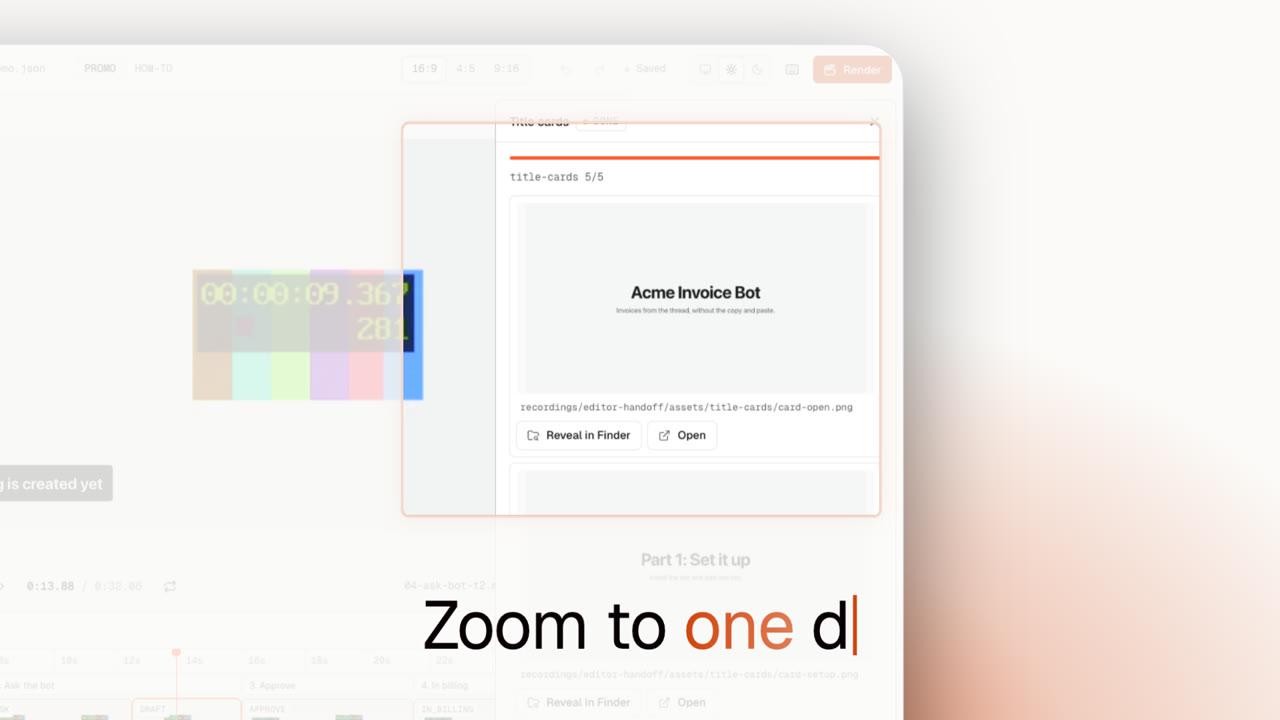 mo.json PROMO HOW-TO 16:9 4:5 9:16 Saved Render
Title cards DONE
title-cards 5/5
00:00:09.367
281
Acme Invoice Bot
Invoices from the thread, without the copy and paste.
recordings/editor-handoff/assets/title-cards/card-open.png
Reveal in Finder Open
g is created yet
Part 1: Set it up
0:13.88 / 0:32.06 04-ask-bot-t2.m
Zoom to one d
10s 12s 14s 16s 18s 20s 22s
recordings/editor-handoff/assets/title-cards/card-setup.png
Ask the bot 3. Approve 4. In billing
Reveal in Finder Open
SK DRAFT APPROVE IN_BILLING